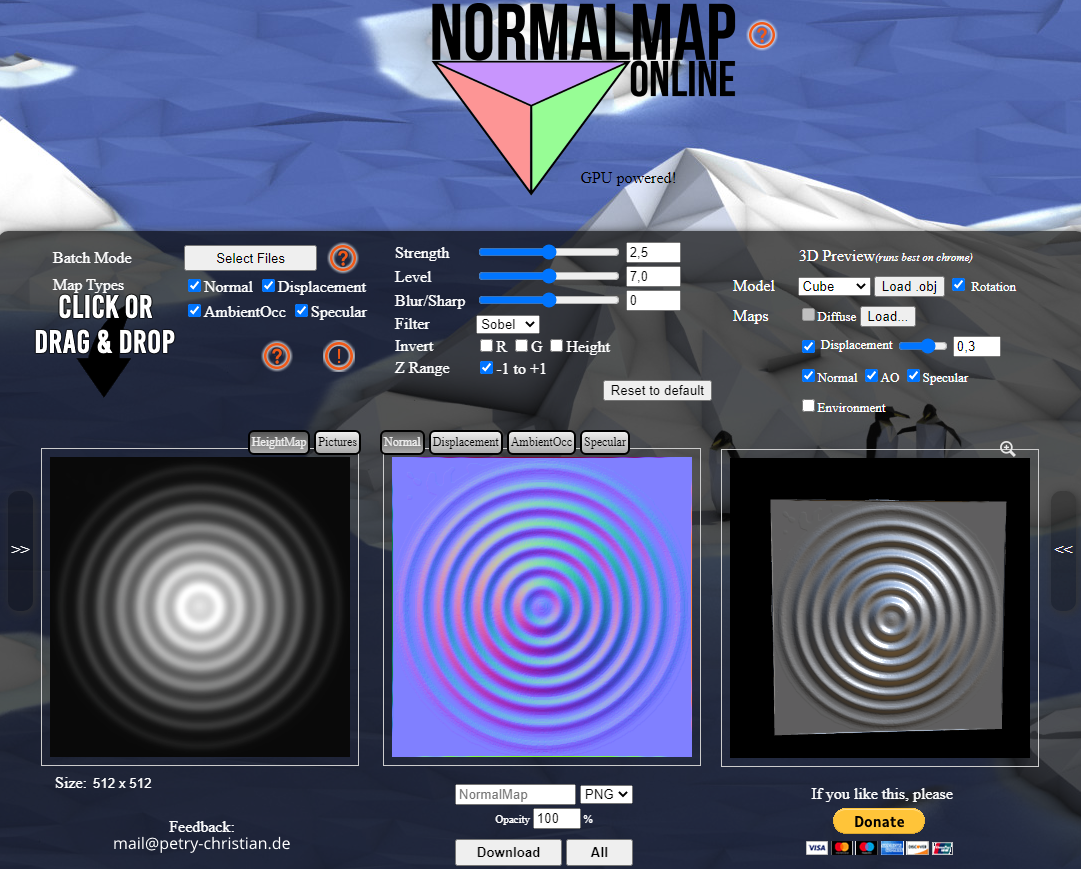 NORMALMAP
ONLINE
?
GPU powered!
Batch Mode
Select Files
?
Map Types
Normal
Displacement
AmbientOcc
Specular
CLICK OR
DRAG & DROP
?
!
Strength
2,5
Level
7,0
Blur/Sharp
0
Filter
Sobel
Invert
R
G
Height
Z Range
-1 to +1
Reset to default
3D Preview(runs best on chrome)
Model
Cube
Load .obj
Rotation
Maps
Diffuse
Load...
Displacement
0,3
Normal
AO
Specular
Environment
HeightMap
Pictures
Normal
Displacement
AmbientOcc
Specular
>>
<<
Size: 512 x 512
Feedback:
mail@petry-christian.de
NormalMap
PNG
Opacity 100 %
Download
All
If you like this, please
Donate
VISA
DISCOVER